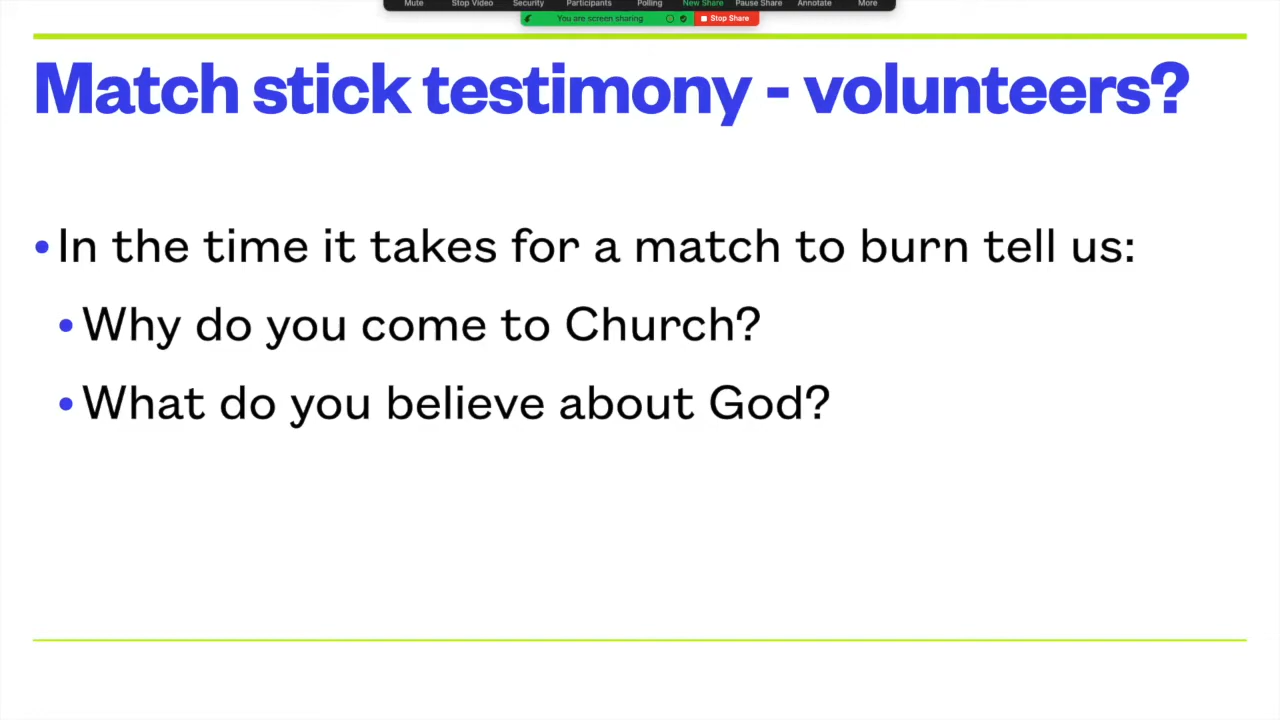 Mute Stop Video Security Participants Polling New Share Pause Share Annotate More
You are screen sharing Stop Share
Match stick testimony - volunteers?
• In the time it takes for a match to burn tell us:
• Why do you come to Church?
• What do you believe about God?